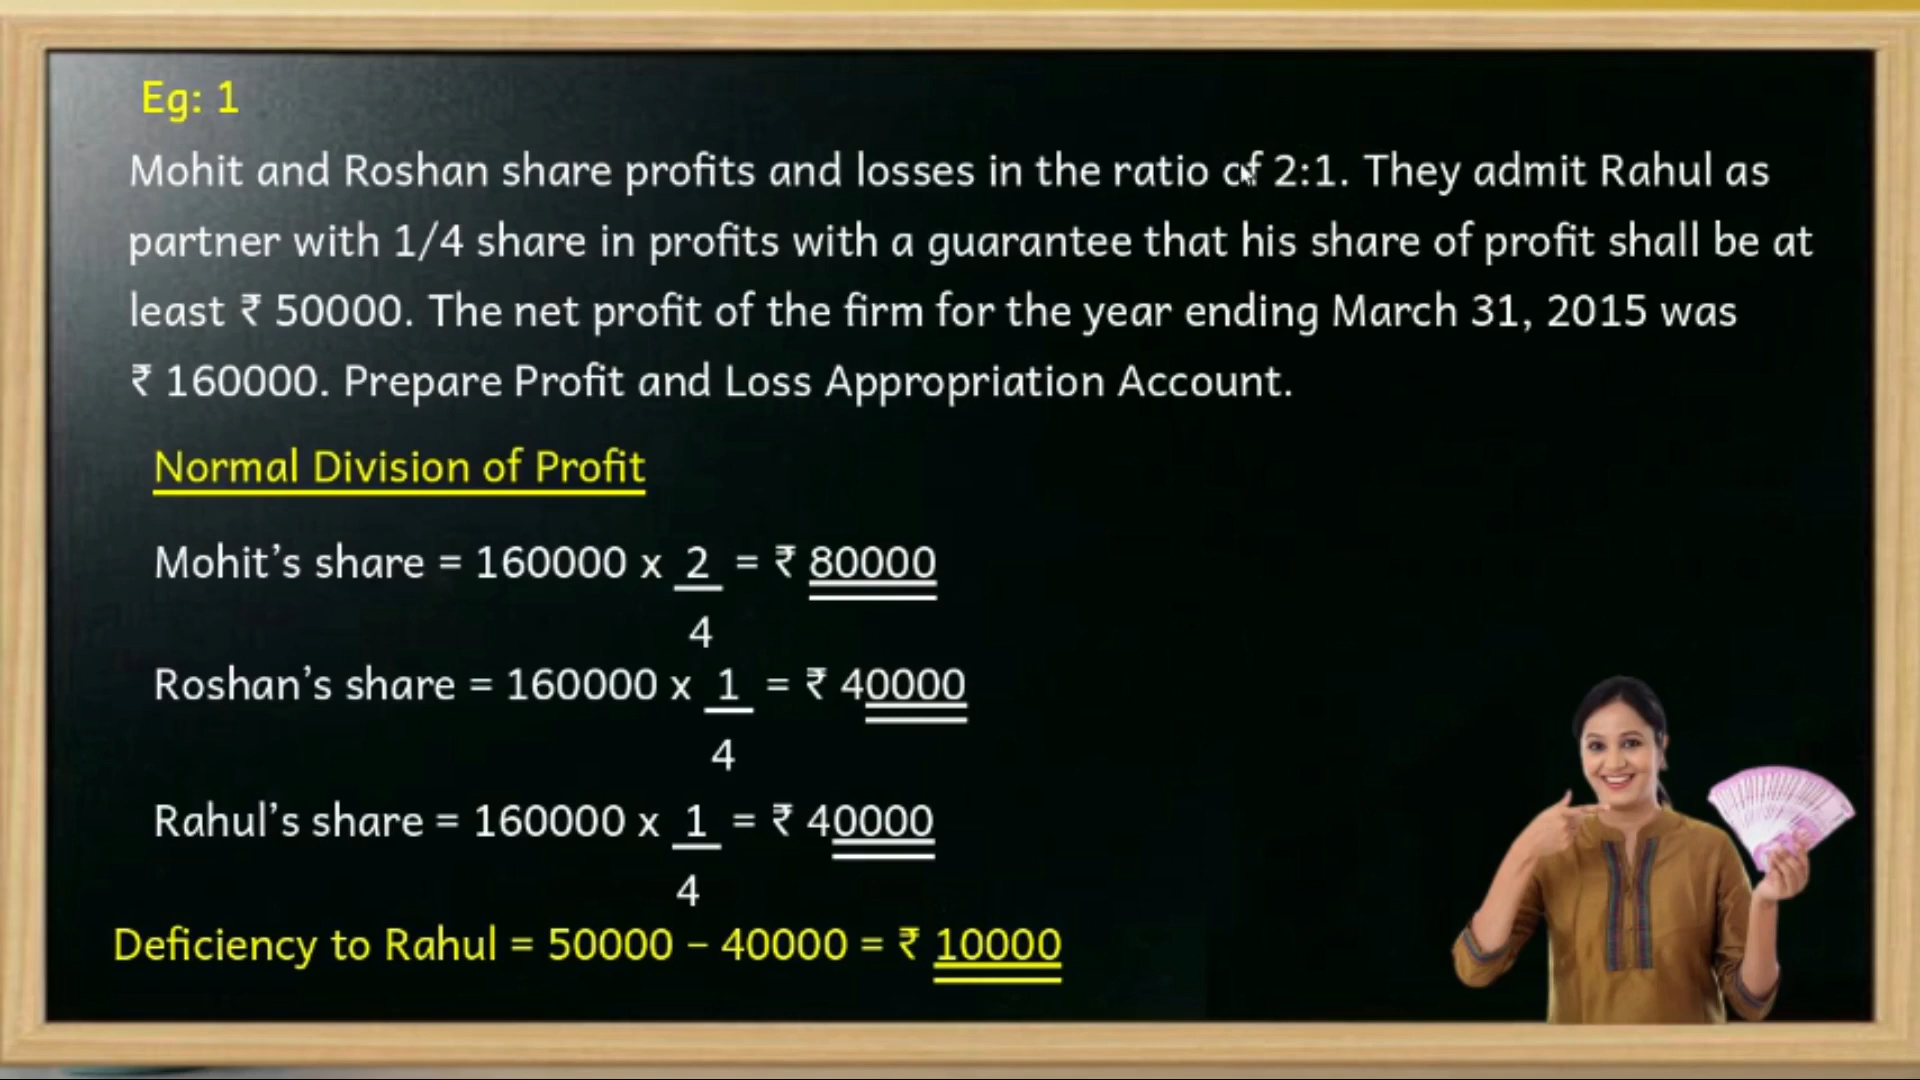 Eg: 1
Mohit and Roshan share profits and losses in the ratio of 2:1. They admit Rahul as
partner with 1/4 share in profits with a guarantee that his share of profit shall be at
least ₹ 50000. The net profit of the firm for the year ending March 31, 2015 was
₹ 160000. Prepare Profit and Loss Appropriation Account.
Normal Division of Profit
Mohit’s share = 160000 x 2 = ₹ 80000
4
Roshan’s share = 160000 x 1 = ₹ 40000
4
Rahul’s share = 160000 x 1 = ₹ 40000
4
Deficiency to Rahul = 50000 – 40000 = ₹ 10000